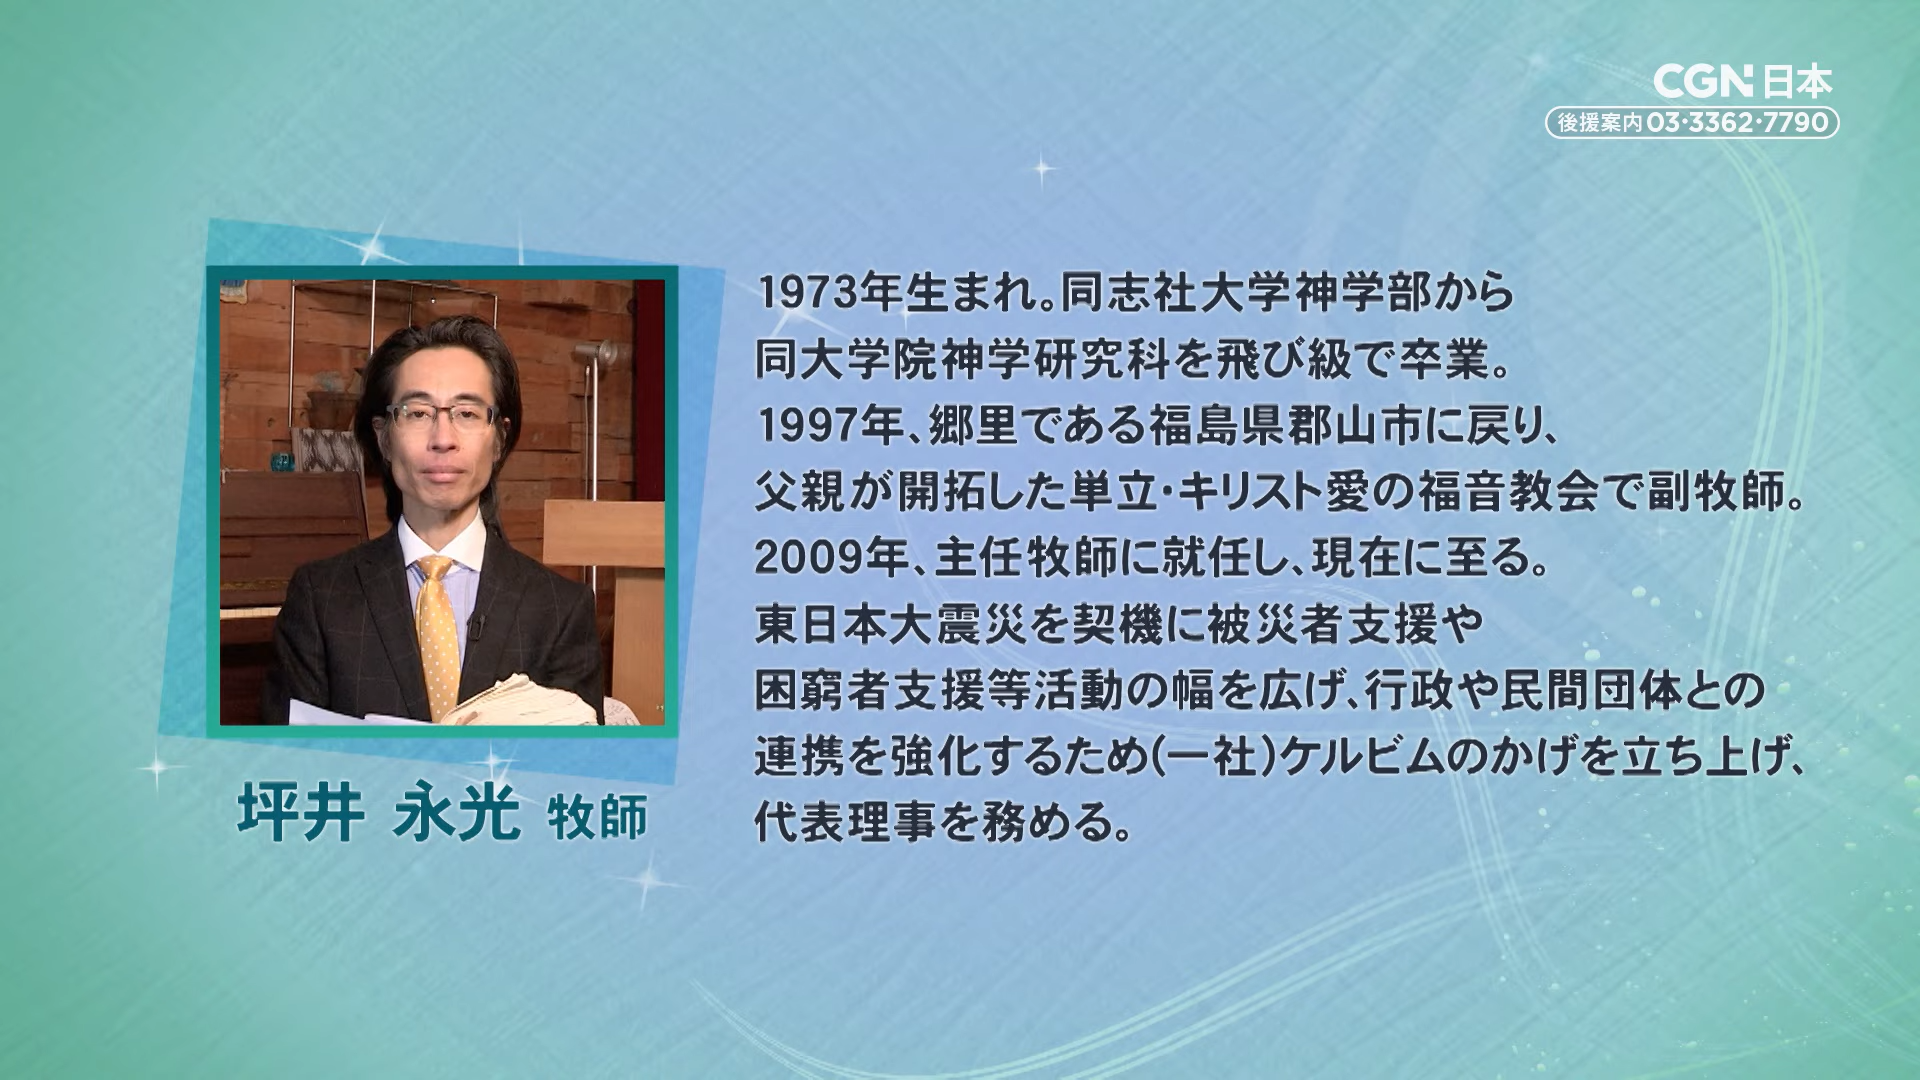 CGN日本
後援案内03·3362·7790
1973年生まれ。同志社大学神学部から
同大学院神学研究科を飛び級で卒業。
1997年、郷里である福島県郡山市に戻り、
父親が開拓した単立・キリスト愛の福音教会で副牧師。
2009年、主任牧師に就任し、現在に至る。
東日本大震災を契機に被災者支援や
困窮者支援等活動の幅を広げ、行政や民間団体との
連携を強化するため(一社)ケルビムのかげを立ち上げ、
代表理事を務める。
坪井 永光 牧師